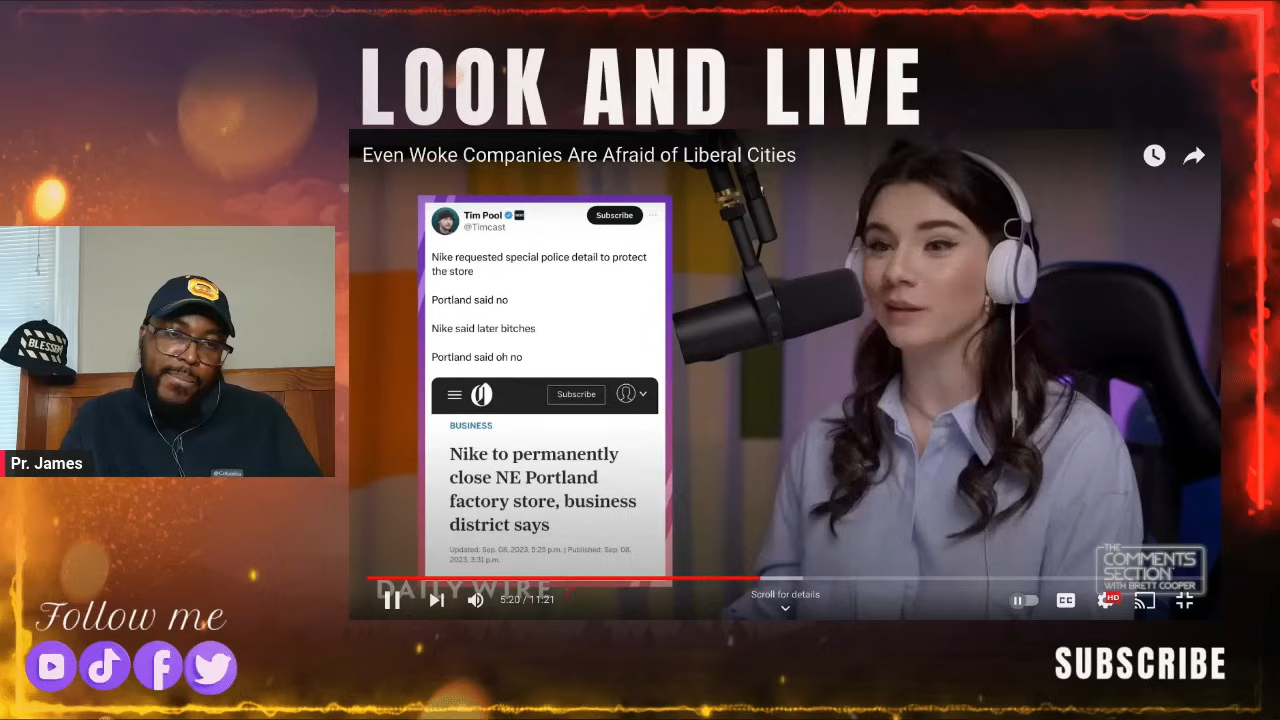 LOOK AND LIVE
Even Woke Companies Are Afraid of Liberal Cities
Tim Pool
Subscribe
@Timcast
Nike requested special police detail to protect
the store
Portland said no
Nike said later bitches
Portland said oh no
Subscribe
BUSINESS
Nike to permanently
close NE Portland
factory store, business
district says
Updated: Sep. 08, 2023, 5:25 p.m. | Published: Sep. 08,
2023, 3:31 p.m.
BLESSED
Pr. James
Columbia
THE
COMMENTS
SECTION
WITH BRETT COOPER
DAILY WIRE
5:20 / 11:21
Scroll for details
CC
HD
Follow me
SUBSCRIBE